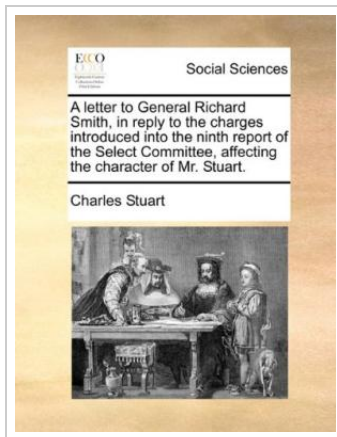 ECCO
Social Sciences
A letter to General Richard
Smith, in reply to the charges
introduced into the ninth report of
the Select Committee, affecting
the character of Mr. Stuart.
Charles Stuart